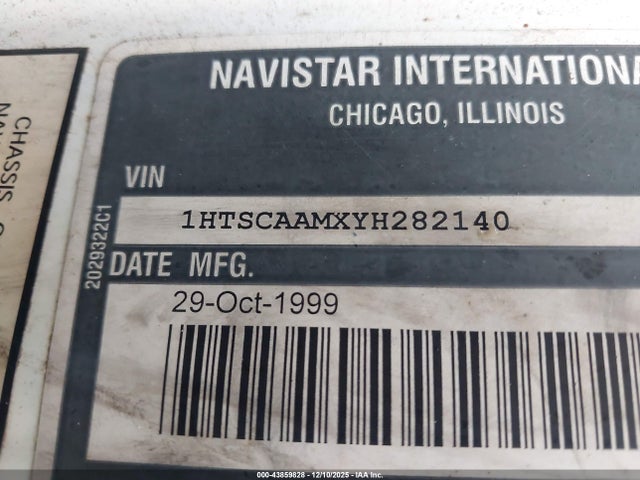 NAVISTAR INTERNATIONA
CHICAGO, ILLINOIS
VIN
1HTSCAAMXYH282140
DATE MFG.
29-Oct-1999
2029322C1
CHASSIS
000-43859828 - 12/10/2025 - IAA Inc.